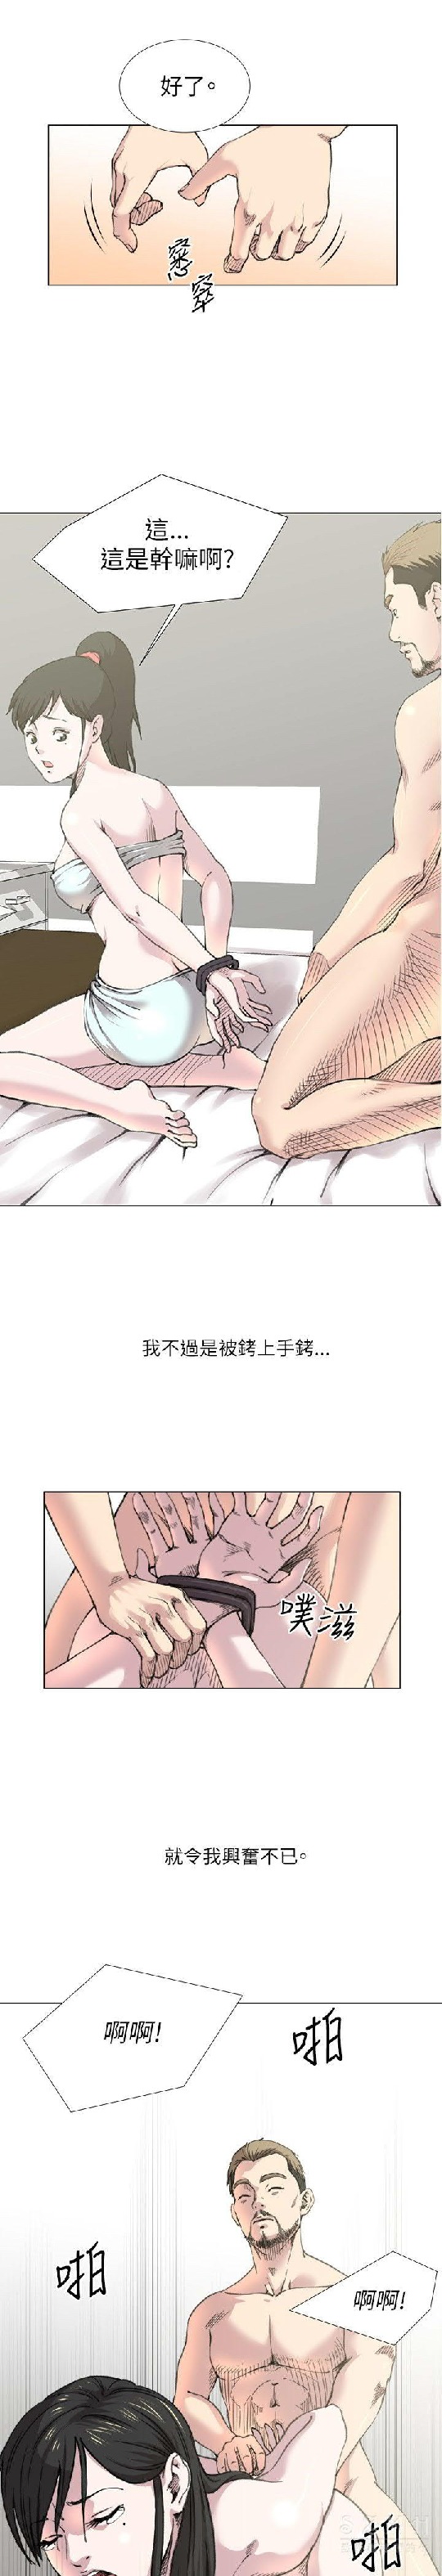 好了。
窸
窣
這...
這是幹嘛啊?
我不過是被銬上手銬...
噗滋
就令我興奮不已。
啊啊!
啪
啪
啊啊!
啪